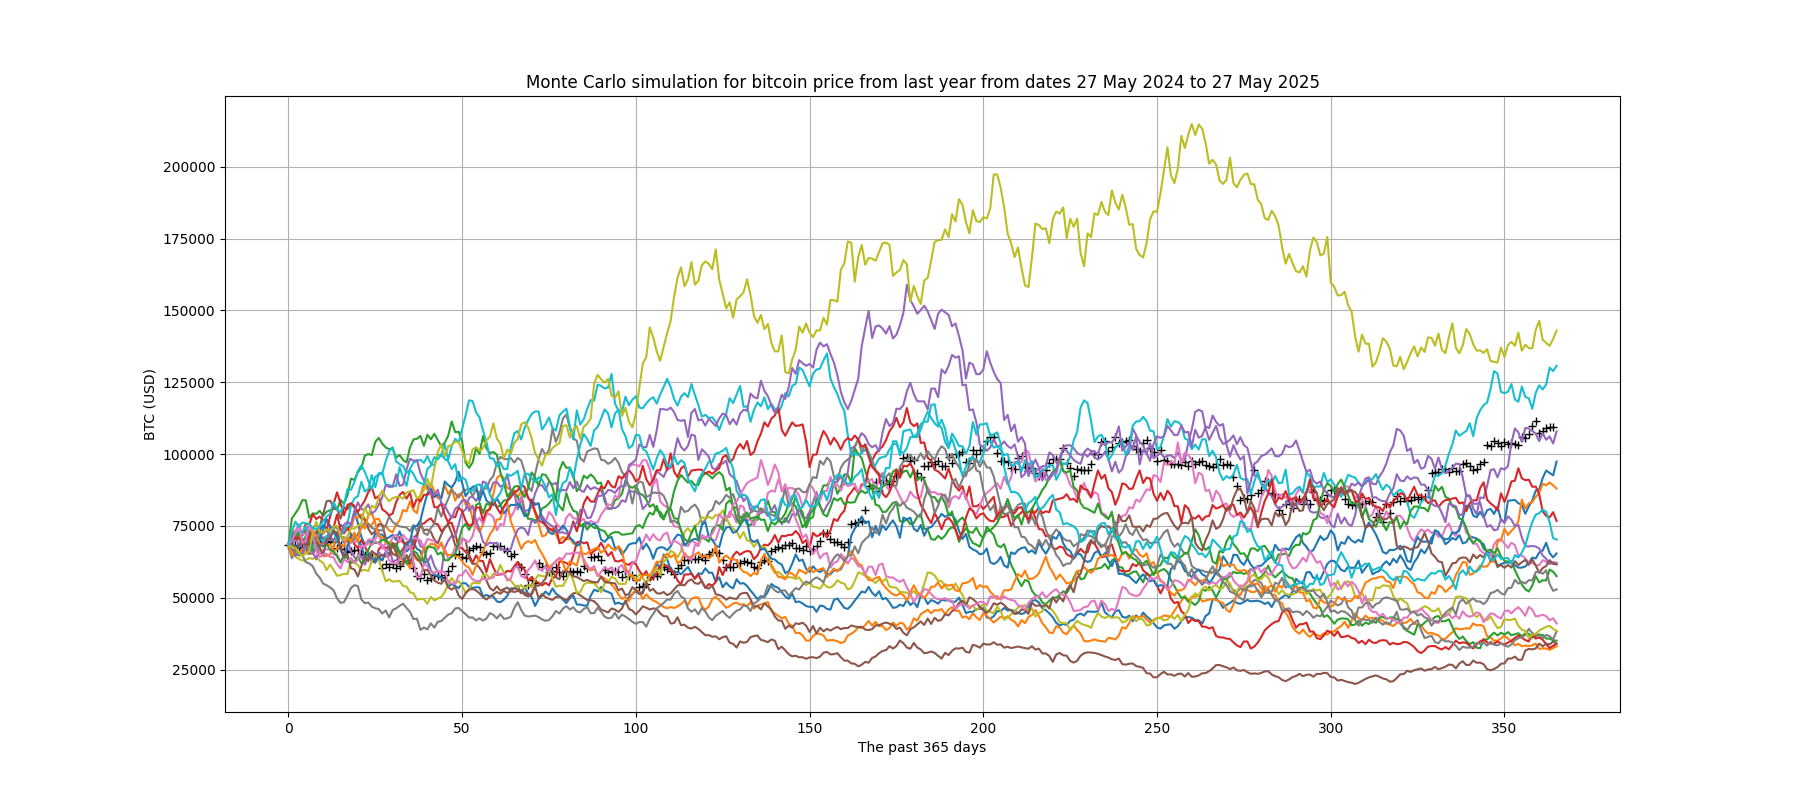 Monte Carlo simulation for bitcoin price from last year from dates 27 May 2024 to 27 May 2025
200000
175000
150000
125000
100000
75000
50000
25000
BTC (USD)
0 50 100 150 200 250 300 350
The past 365 days